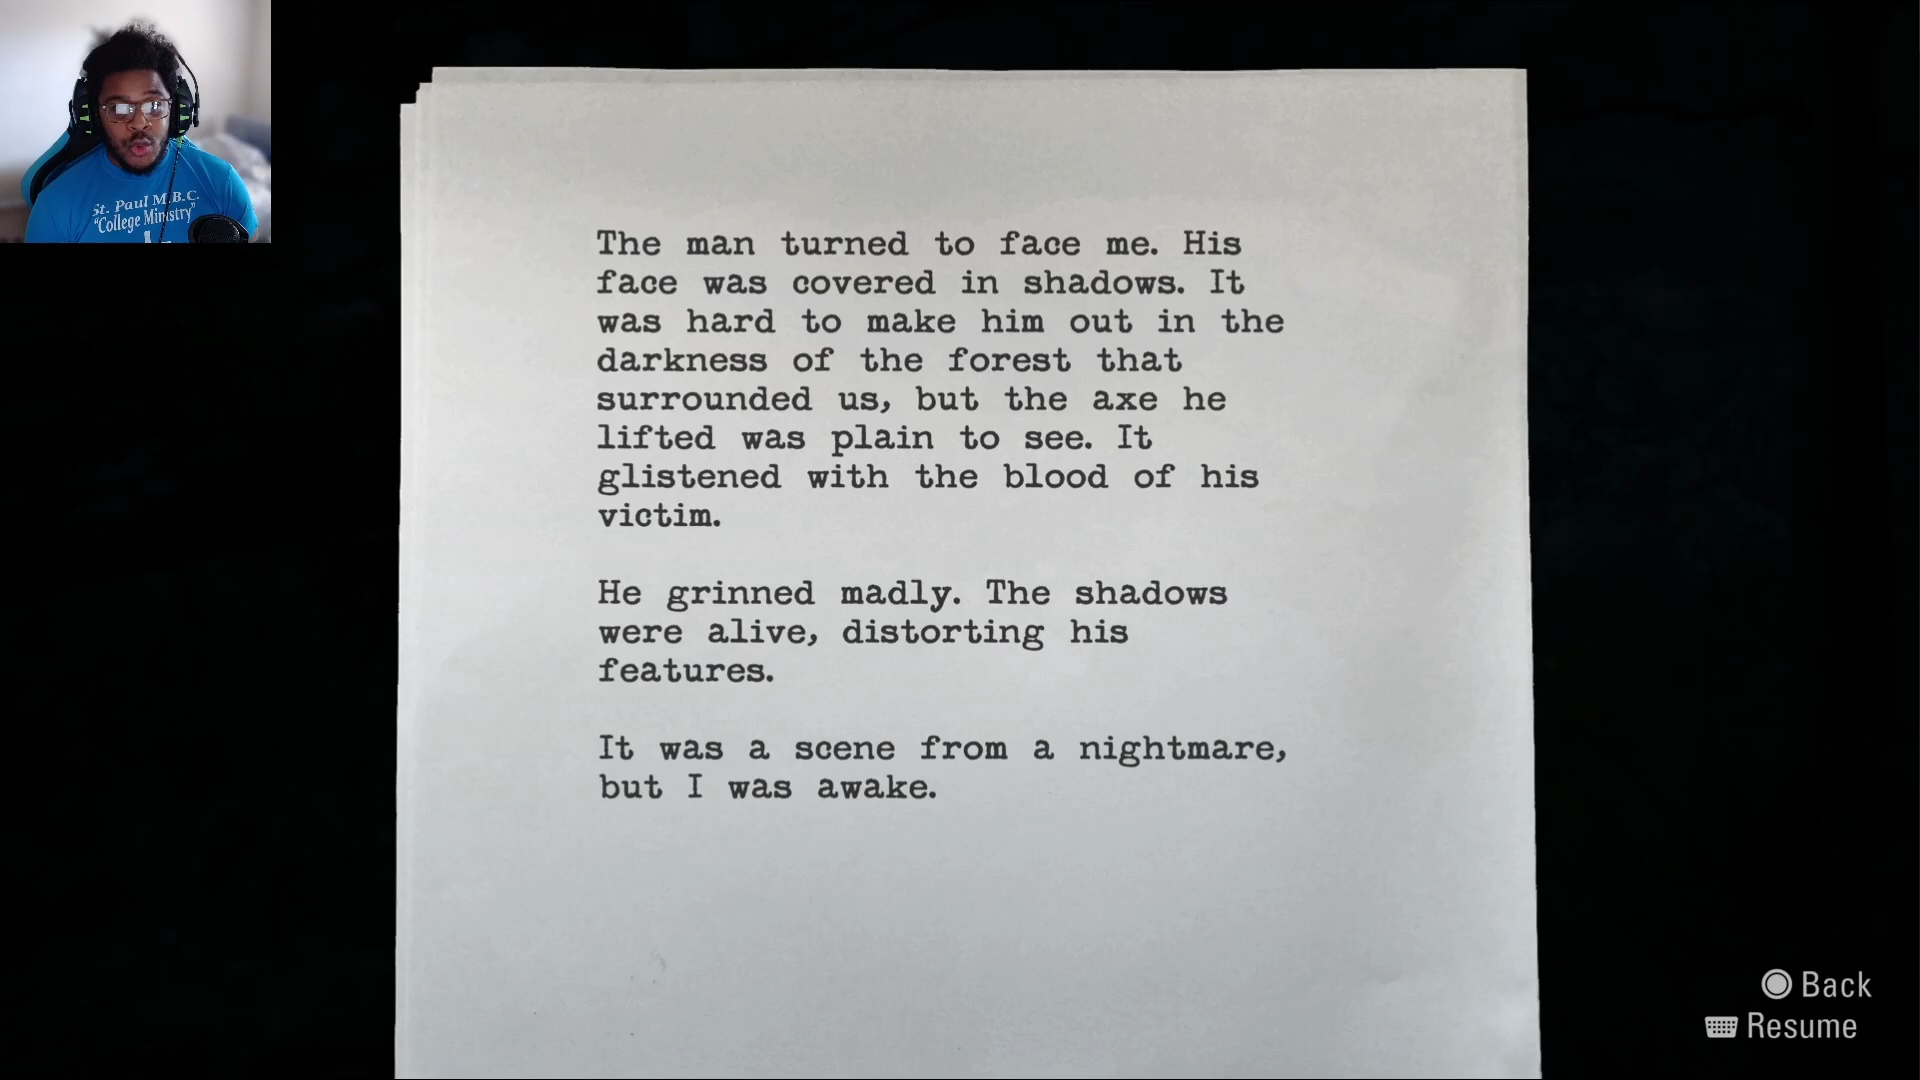 St. Paul M.B.C.
"College Ministry"
The man turned to face me. His
face was covered in shadows. It
was hard to make him out in the
darkness of the forest that
surrounded us, but the axe he
lifted was plain to see. It
glistened with the blood of his
victim.
He grinned madly. The shadows
were alive, distorting his
features.
It was a scene from a nightmare,
but I was awake.
Back
Resume